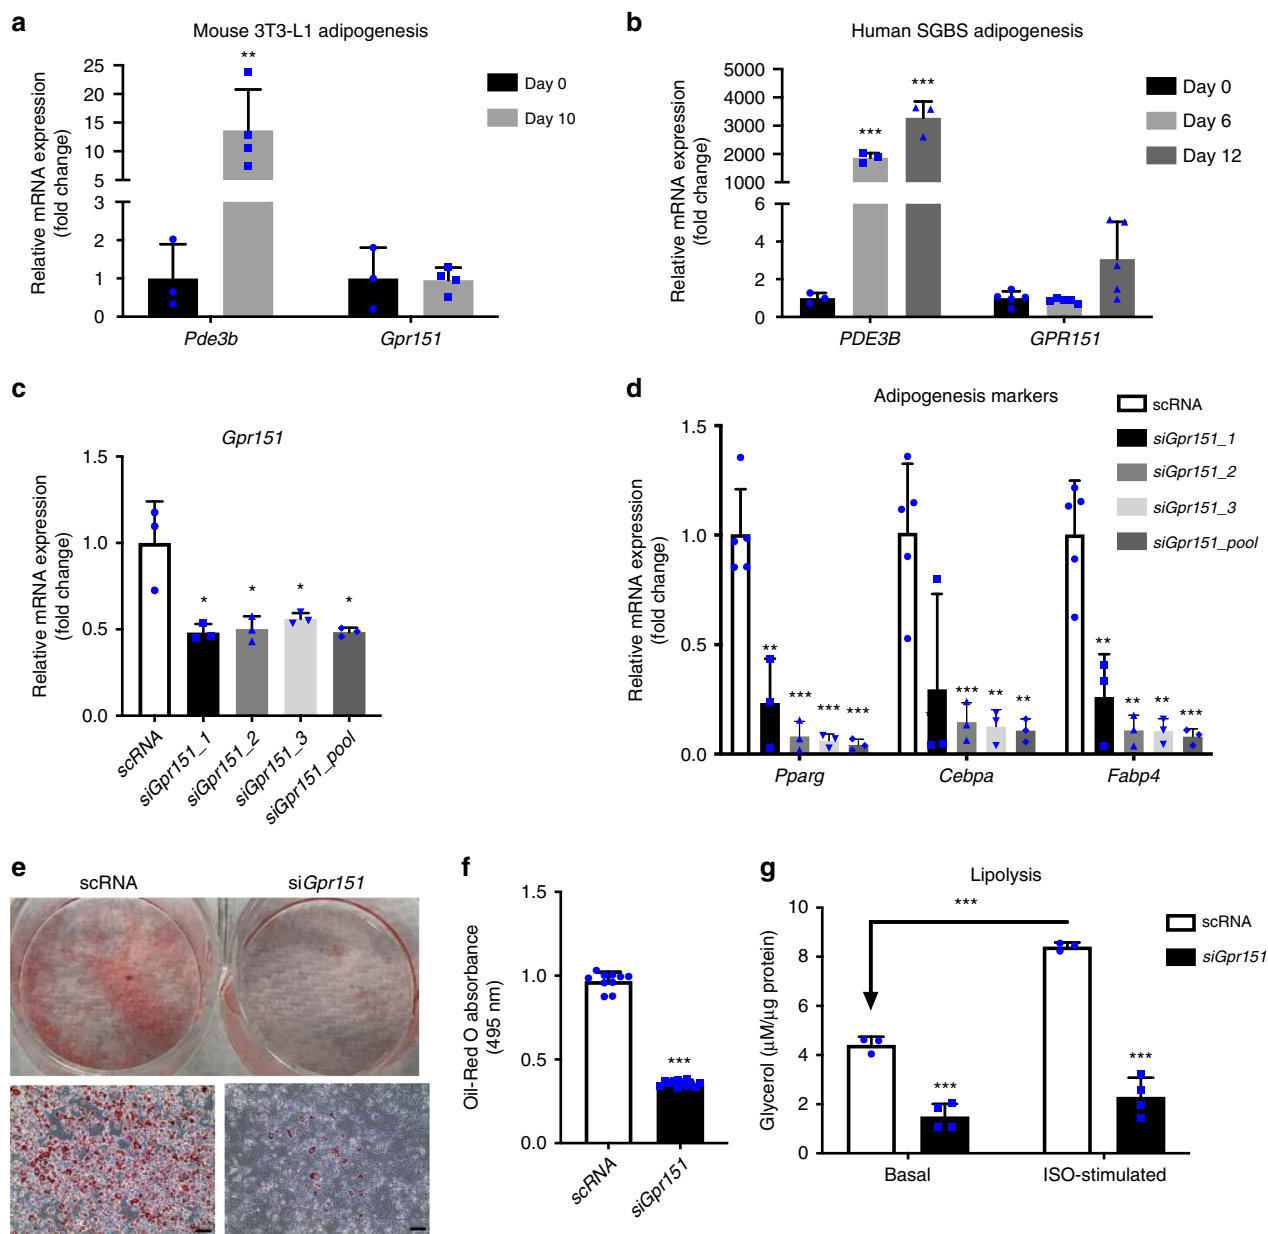 a
Mouse 3T3-L1 adipogenesis
Relative mRNA expression
(fold change)
25
20
15
10
5
3
2
1
0
**
Pde3b
Gpr151
Day 0
Day 10
b
Human SGBS adipogenesis
Relative mRNA expression
(fold change)
5000
4000
3000
2000
1000
6
4
2
0
***
***
PDE3B
GPR151
Day 0
Day 6
Day 12
c
Gpr151
Relative mRNA expression
(fold change)
1.5
1.0
0.5
0.0
*
*
*
*
scRNA
siGpr151_1
siGpr151_2
siGpr151_3
siGpr151_pool
d
Adipogenesis markers
Relative mRNA expression
(fold change)
1.5
1.0
0.5
0.0
**
***
***
***
***
**
**
**
**
**
***
Pparg
Cebpa
Fabp4
scRNA
siGpr151_1
siGpr151_2
siGpr151_3
siGpr151_pool
e
scRNA
siGpr151
f
Oil-Red O absorbance
(495 nm)
1.5
1.0
0.5
0.0
***
scRNA
siGpr151
g
Lipolysis
Glycerol (μM/μg protein)
10
8
6
4
2
0
***
***
***
Basal
ISO-stimulated
scRNA
siGpr151